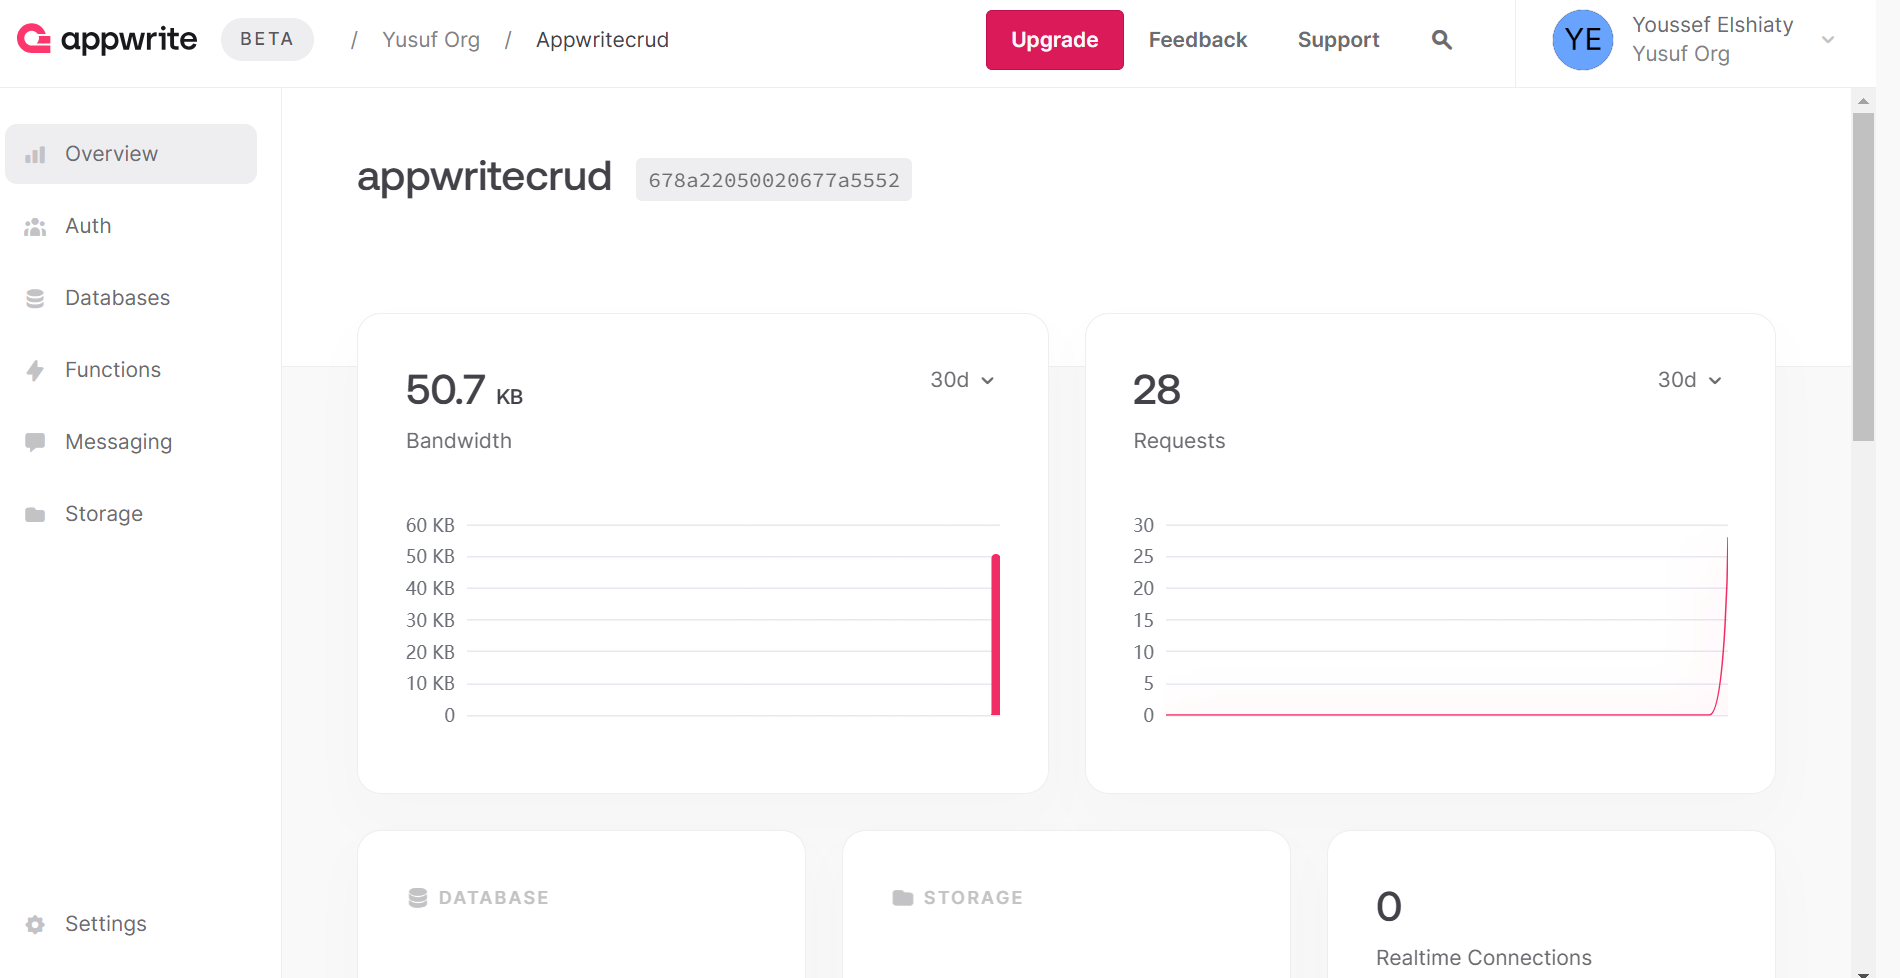 appwrite BETA / Yusuf Org / Appwritecrud Upgrade Feedback Support YE Youssef Elshiaty
Yusuf Org
Overview
Auth
Databases
Functions
Messaging
Storage
Settings
appwritecrud 678a22050020677a5552
50.7 KB 30d
Bandwidth
60 KB
50 KB
40 KB
30 KB
20 KB
10 KB
0
28 30d
Requests
30
25
20
15
10
5
0
DATABASE
STORAGE
0
Realtime Connections